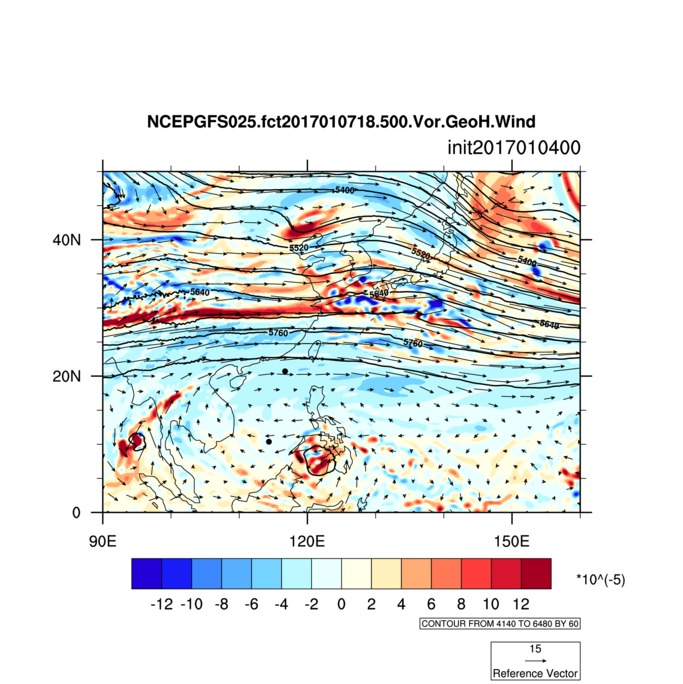 NCEPGFS025.fct2017010718.500.Vor.GeoH.Wind
init2017010400
5400
40N
5520
5520
5400
5640
5640
5640
5760
5760
20N
0
90E 120E 150E
-12 -10 -8 -6 -4 -2 0 2 4 6 8 10 12
*10^(-5)
CONTOUR FROM 4140 TO 6480 BY 60
15
Reference Vector